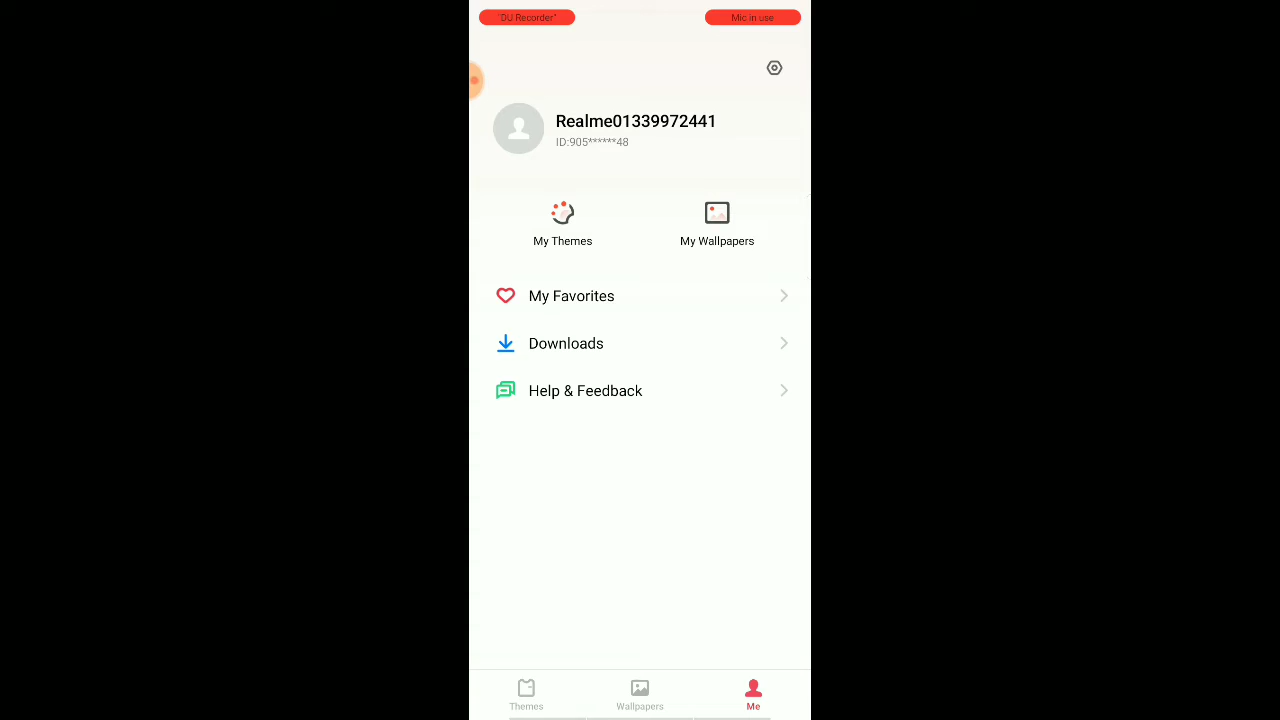 "DU Recorder"
Mic in use
Realme01339972441
ID:905******48
My Themes
My Wallpapers
My Favorites
Downloads
Help & Feedback
Themes
Wallpapers
Me